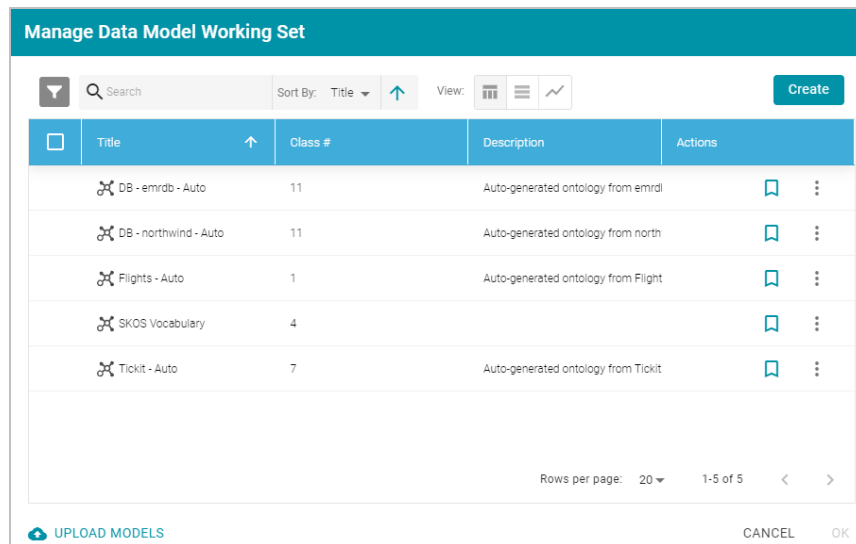 Manage Data Model Working Set
Search Sort By: Title View: Create
Title Class # Description Actions
DB - emrdb - Auto 11 Auto-generated ontology from emrd
DB - northwind - Auto 11 Auto-generated ontology from north
Flights - Auto 1 Auto-generated ontology from Flight
SKOS Vocabulary 4
Tickit - Auto 7 Auto-generated ontology from Tickit
Rows per page: 20 1-5 of 5
UPLOAD MODELS CANCEL OK